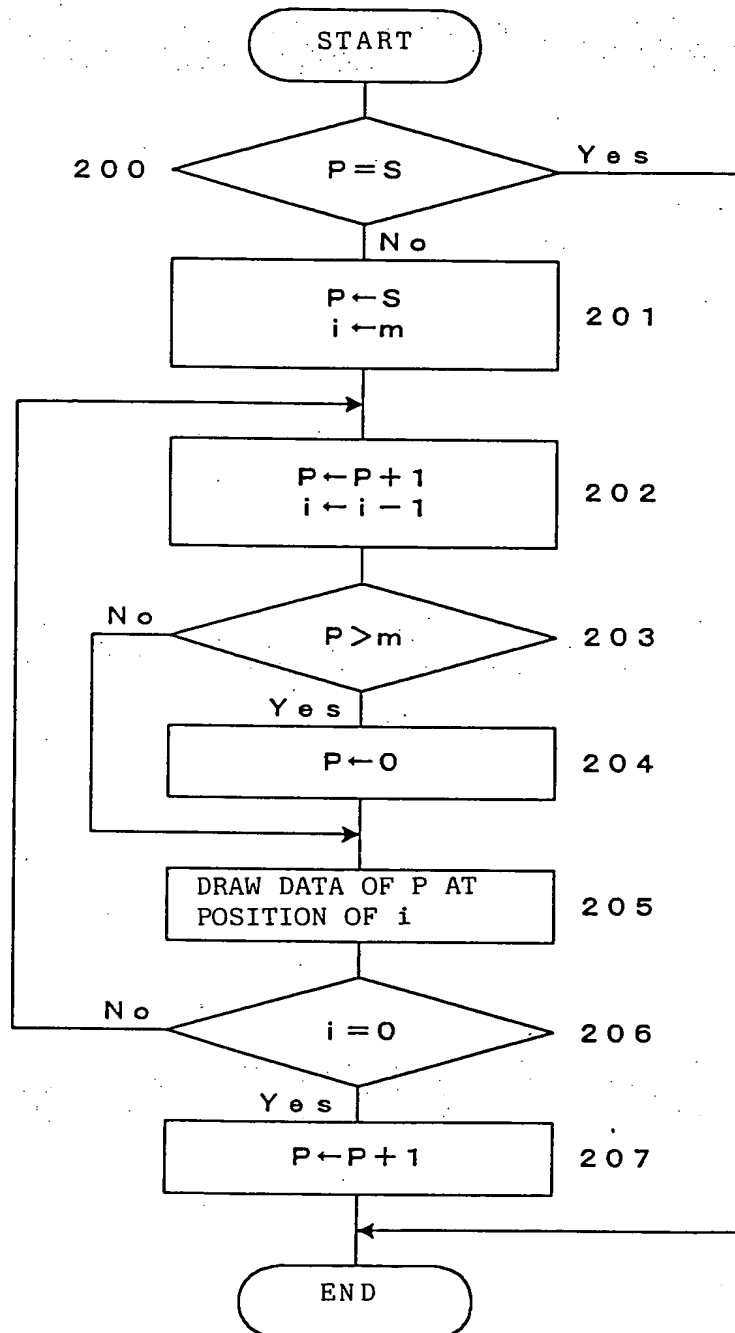 START
200
P=S
Yes
No
P←S
i←m
201
P←P+1
i←i-1
202
No
P>m
203
Yes
P←0
204
DRAW DATA OF P AT
POSITION OF i
205
No
i=0
206
Yes
P←P+1
207
END